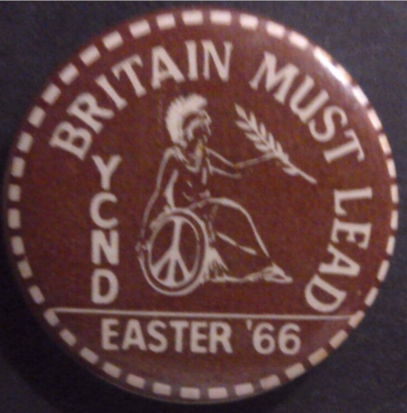 BRITAIN MUST LEAD
YCND
EASTER '66